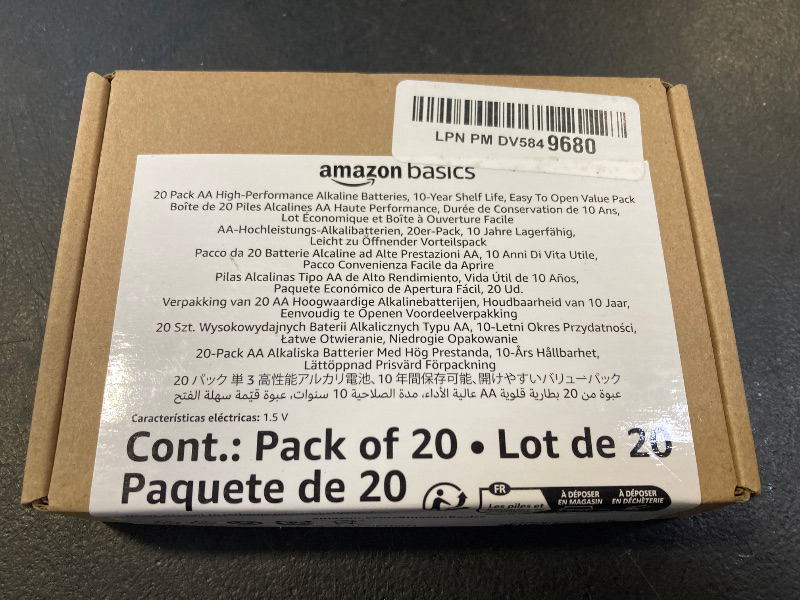 LPN PM DV584 9680
amazon basics
20 Pack AA High-Performance Alkaline Batteries, 10-Year Shelf Life, Easy To Open Value Pack
Boîte de 20 Piles Alcalines AA Haute Performance, Durée de Conservation de 10 Ans,
Lot Économique et Boîte à Ouverture Facile
AA-Hochleistungs-Alkalibatterien, 20er-Pack, 10 Jahre Lagerfähig,
Leicht zu Öffnender Vorteilspack
Pacco da 20 Batterie Alcaline ad Alte Prestazioni AA, 10 Anni Di Vita Utile,
Pacco Convenienza Facile da Aprire
Pilas Alcalinas Tipo AA de Alto Rendimiento, Vida Útil de 10 Años,
Paquete Económico de Apertura Fácil, 20 Ud.
Verpakking van 20 AA Hoogwaardige Alkalinebatterijen, Houdbaarheid van 10 Jaar,
Eenvoudig te Openen Voordeelverpakking
20 Szt. Wysokowydajnych Baterii Alkalicznych Typu AA, 10-Letni Okres Przydatności,
Łatwe Otwieranie, Niedrogie Opakowanie
20-Pack AA Alkaliska Batterier Med Hög Prestanda, 10-Års Hållbarhet,
Lättöppnad Prisvärd Förpackning
20 パック 単 3 高性能アルカリ電池、10 年間保存可能、開けやすいバリューパック
عبوة من 20 بطارية قلوية AA عالية الأداء، مدة الصلاحية 10 سنوات، عبوة قيّمة سهلة الفتح
Características eléctricas: 1.5 V
Cont.: Pack of 20 • Lot de 20
Paquete de 20
FR
À DÉPOSER
EN MAGASIN
À DÉPOSER
EN DÉCHÈTERIE
Les piles et